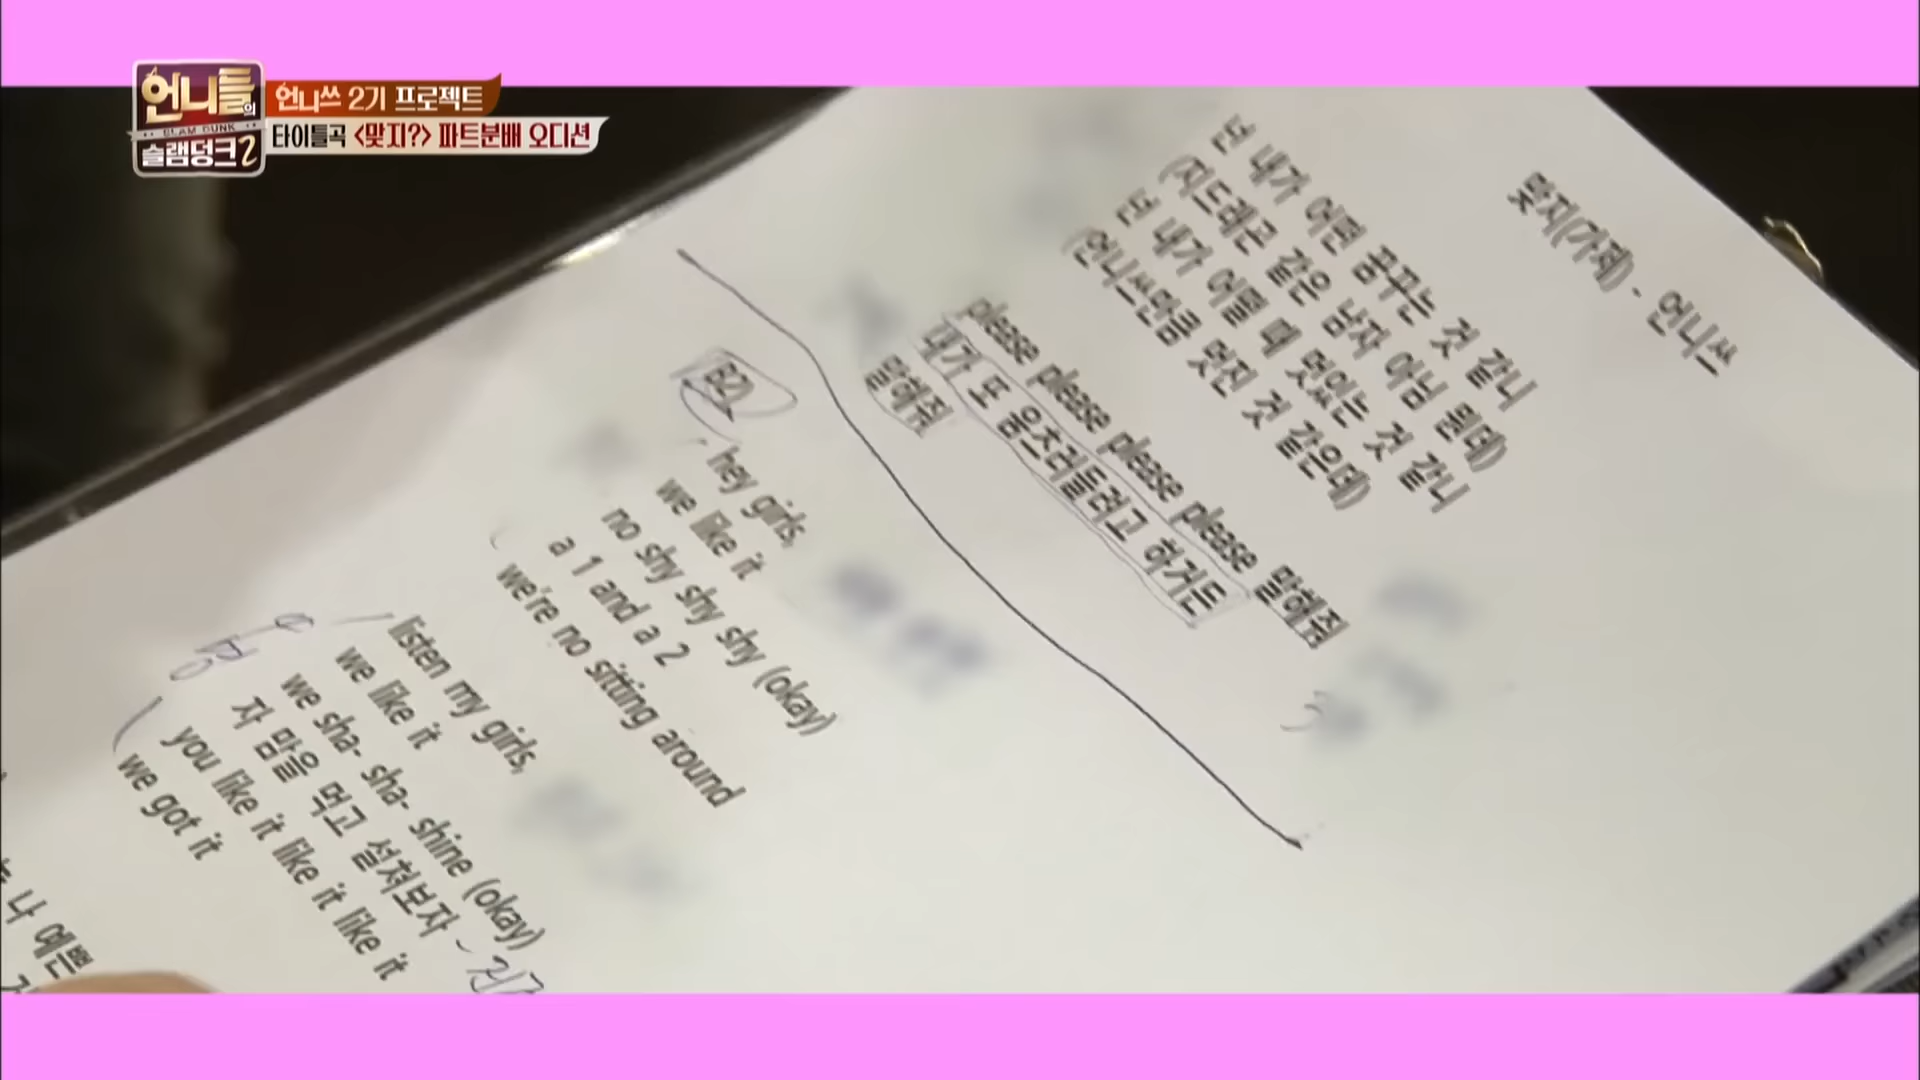 언니들의
SLAM DUNK
슬램덩크2
언니쓰 2기 프로젝트
타이틀곡 <맞지?> 파트분배 오디션
맞지(가제) - 언니쓰
넌 내가 어떤 꿈꾸는 것 같니
(지드래곤 같은 남자 아님 뭔데)
넌 내가 어떨 때 멋있는 것 같니
(언니쓰만큼 멋진 것 같은데)
please please please please 말해줘
내가 또 움츠러들려고 하거든
말해줘
B2)
hey girls,
we like it
no shy shy shy (okay)
a 1 and a 2
we're no sitting around
listen my girls,
we like it
we sha- sha- shine (okay)
자 맘을 먹고 설쳐보자
you like it like it like it
we got it
나 예쁜